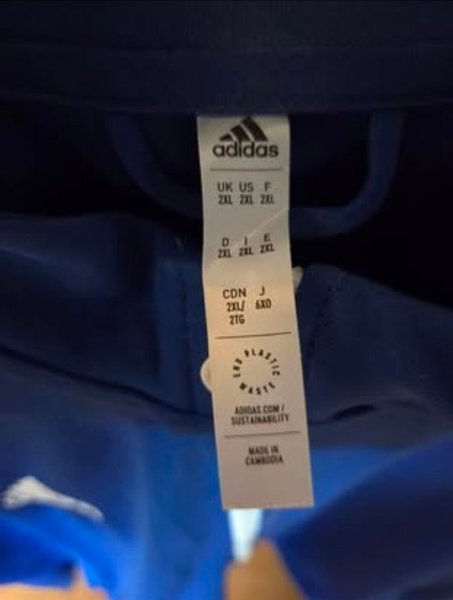 adidas
UK US F
2XL 2XL 2XL
D I E
2XL 2XL 2XL
CDN J
2XL/ 6XO
2TG
END PLASTIC WASTE
ADIDAS.COM/
SUSTAINABILITY
MADE IN
CAMBODIA